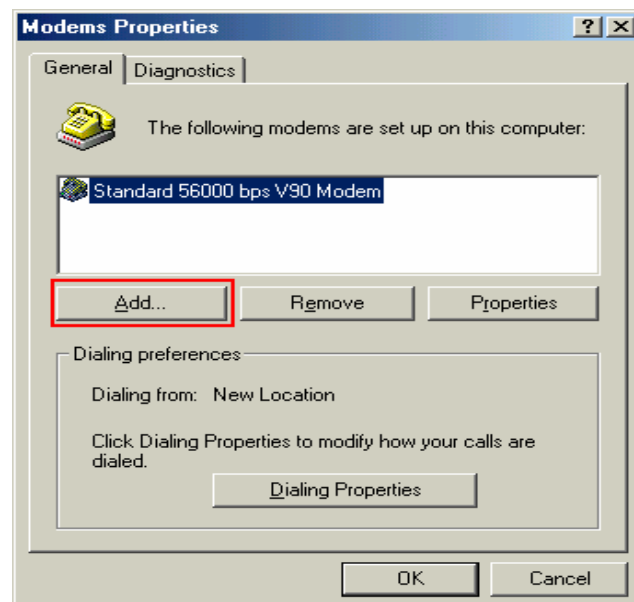 Modems Properties
General Diagnostics
The following modems are set up on this computer:
Standard 56000 bps V90 Modem
Add... Remove Properties
Dialing preferences
Dialing from: New Location
Click Dialing Properties to modify how your calls are
dialed.
Dialing Properties
OK Cancel